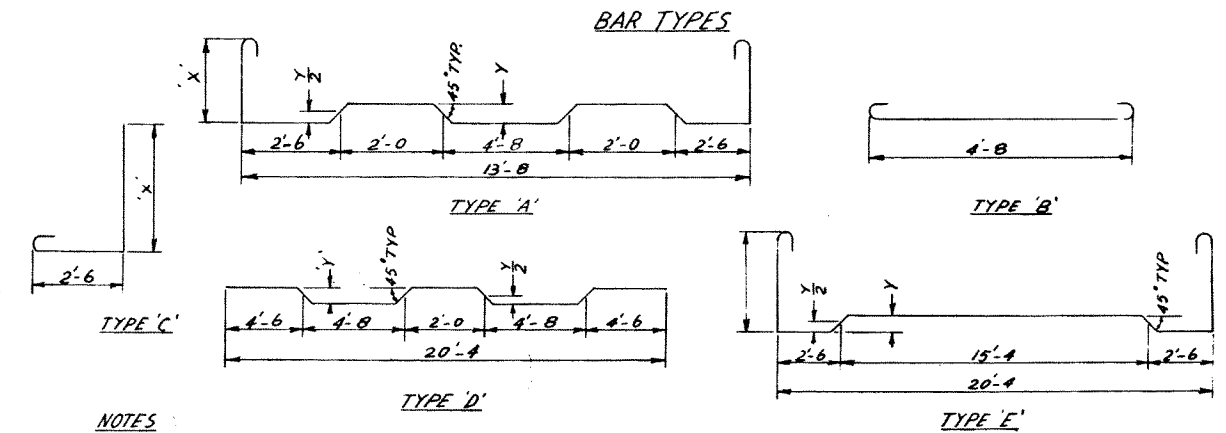 BAR TYPES
'X'
Y/2
45° TYP.
Y
2'-6
2'-0
4'-8
2'-0
2'-6
13'-8
TYPE 'A'
4'-8
TYPE 'B'
'X'
2'-6
TYPE 'C'
'Y'
45° TYP
Y/2
4'-6
4'-8
2'-0
4'-8
4'-6
20'-4
TYPE 'D'
Y/2
Y
45° TYP
2'-6
15'-4
2'-6
20'-4
TYPE 'E'
NOTES